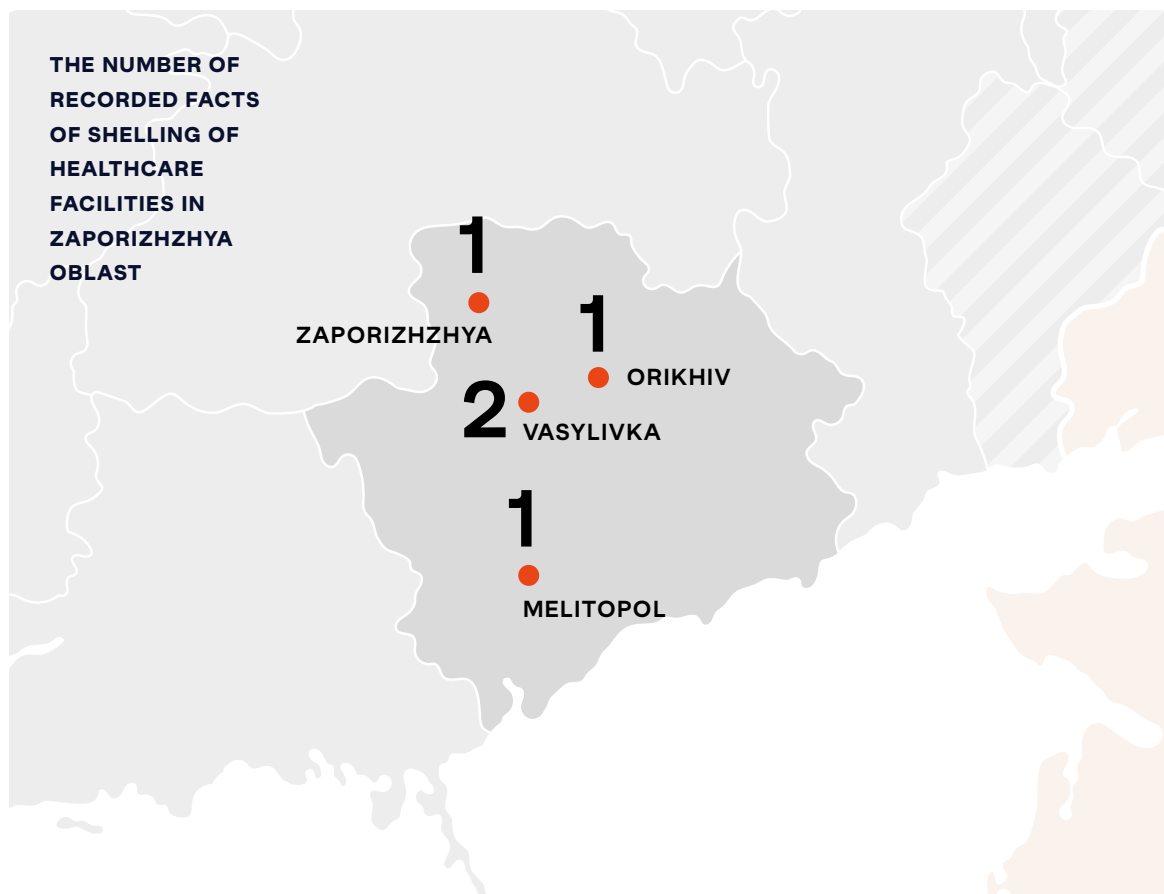 THE NUMBER OF
RECORDED FACTS
OF SHELLING OF
HEALTHCARE
FACILITIES IN
ZAPORIZHZHYA
OBLAST
1
ZAPORIZHZHYA
1
ORIKHIV
2
VASYLIVKA
1
MELITOPOL